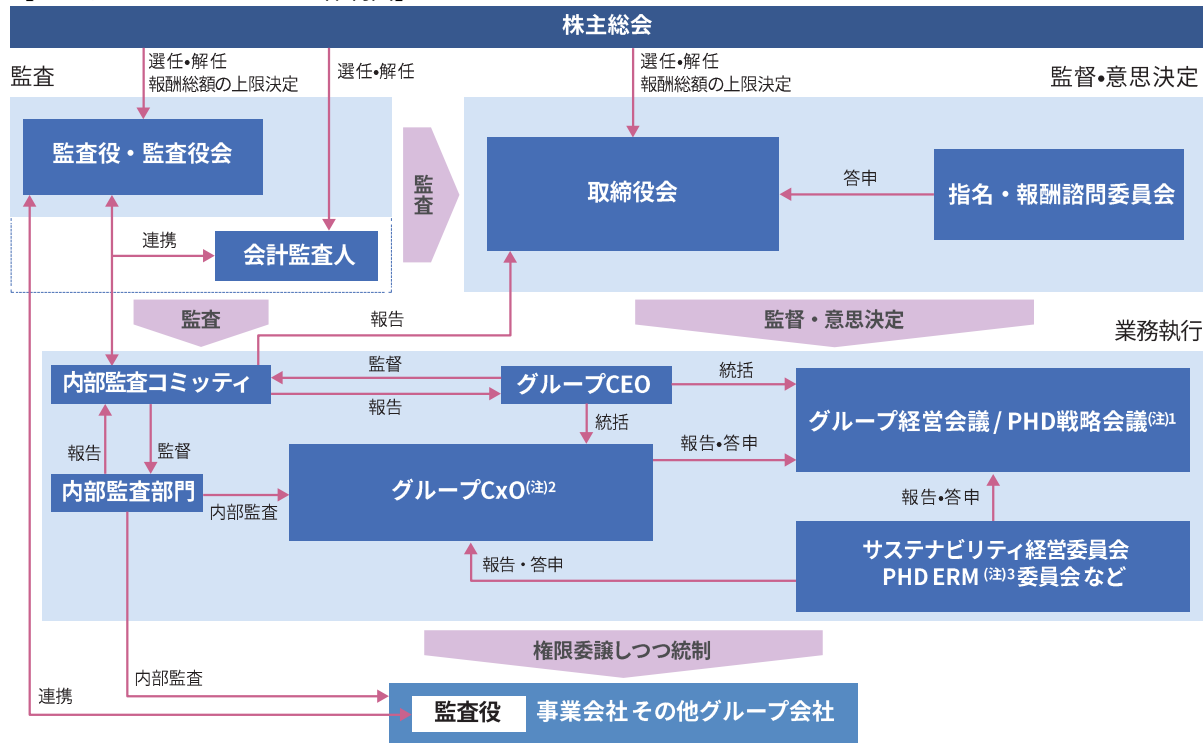 株主総会
選任・解任
報酬総額の上限決定
選任・解任
選任・解任
報酬総額の上限決定
監査
監督・意思決定
監査役・監査役会
監査
取締役会
答申
指名・報酬諮問委員会
連携
会計監査人
監査
報告
監督・意思決定
業務執行
内部監査コミッティ
監督
報告
グループCEO
統括
統括
グループ経営会議 / PHD戦略会議(注)1
報告
監督
報告・答申
内部監査部門
内部監査
グループCxO(注)2
報告・答申
報告・答申
サステナビリティ経営委員会
PHD ERM (注)3 委員会 など
権限委譲しつつ統制
内部監査
連携
監査役
事業会社 その他グループ会社